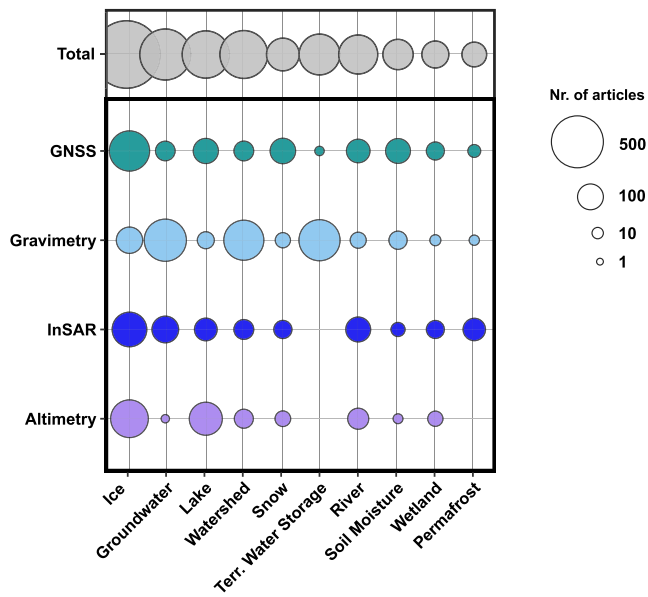 Total
GNSS
Gravimetry
InSAR
Altimetry
Ice
Groundwater
Lake
Watershed
Snow
Terr. Water Storage
River
Soil Moisture
Wetland
Permafrost
Nr. of articles
500
100
10
1